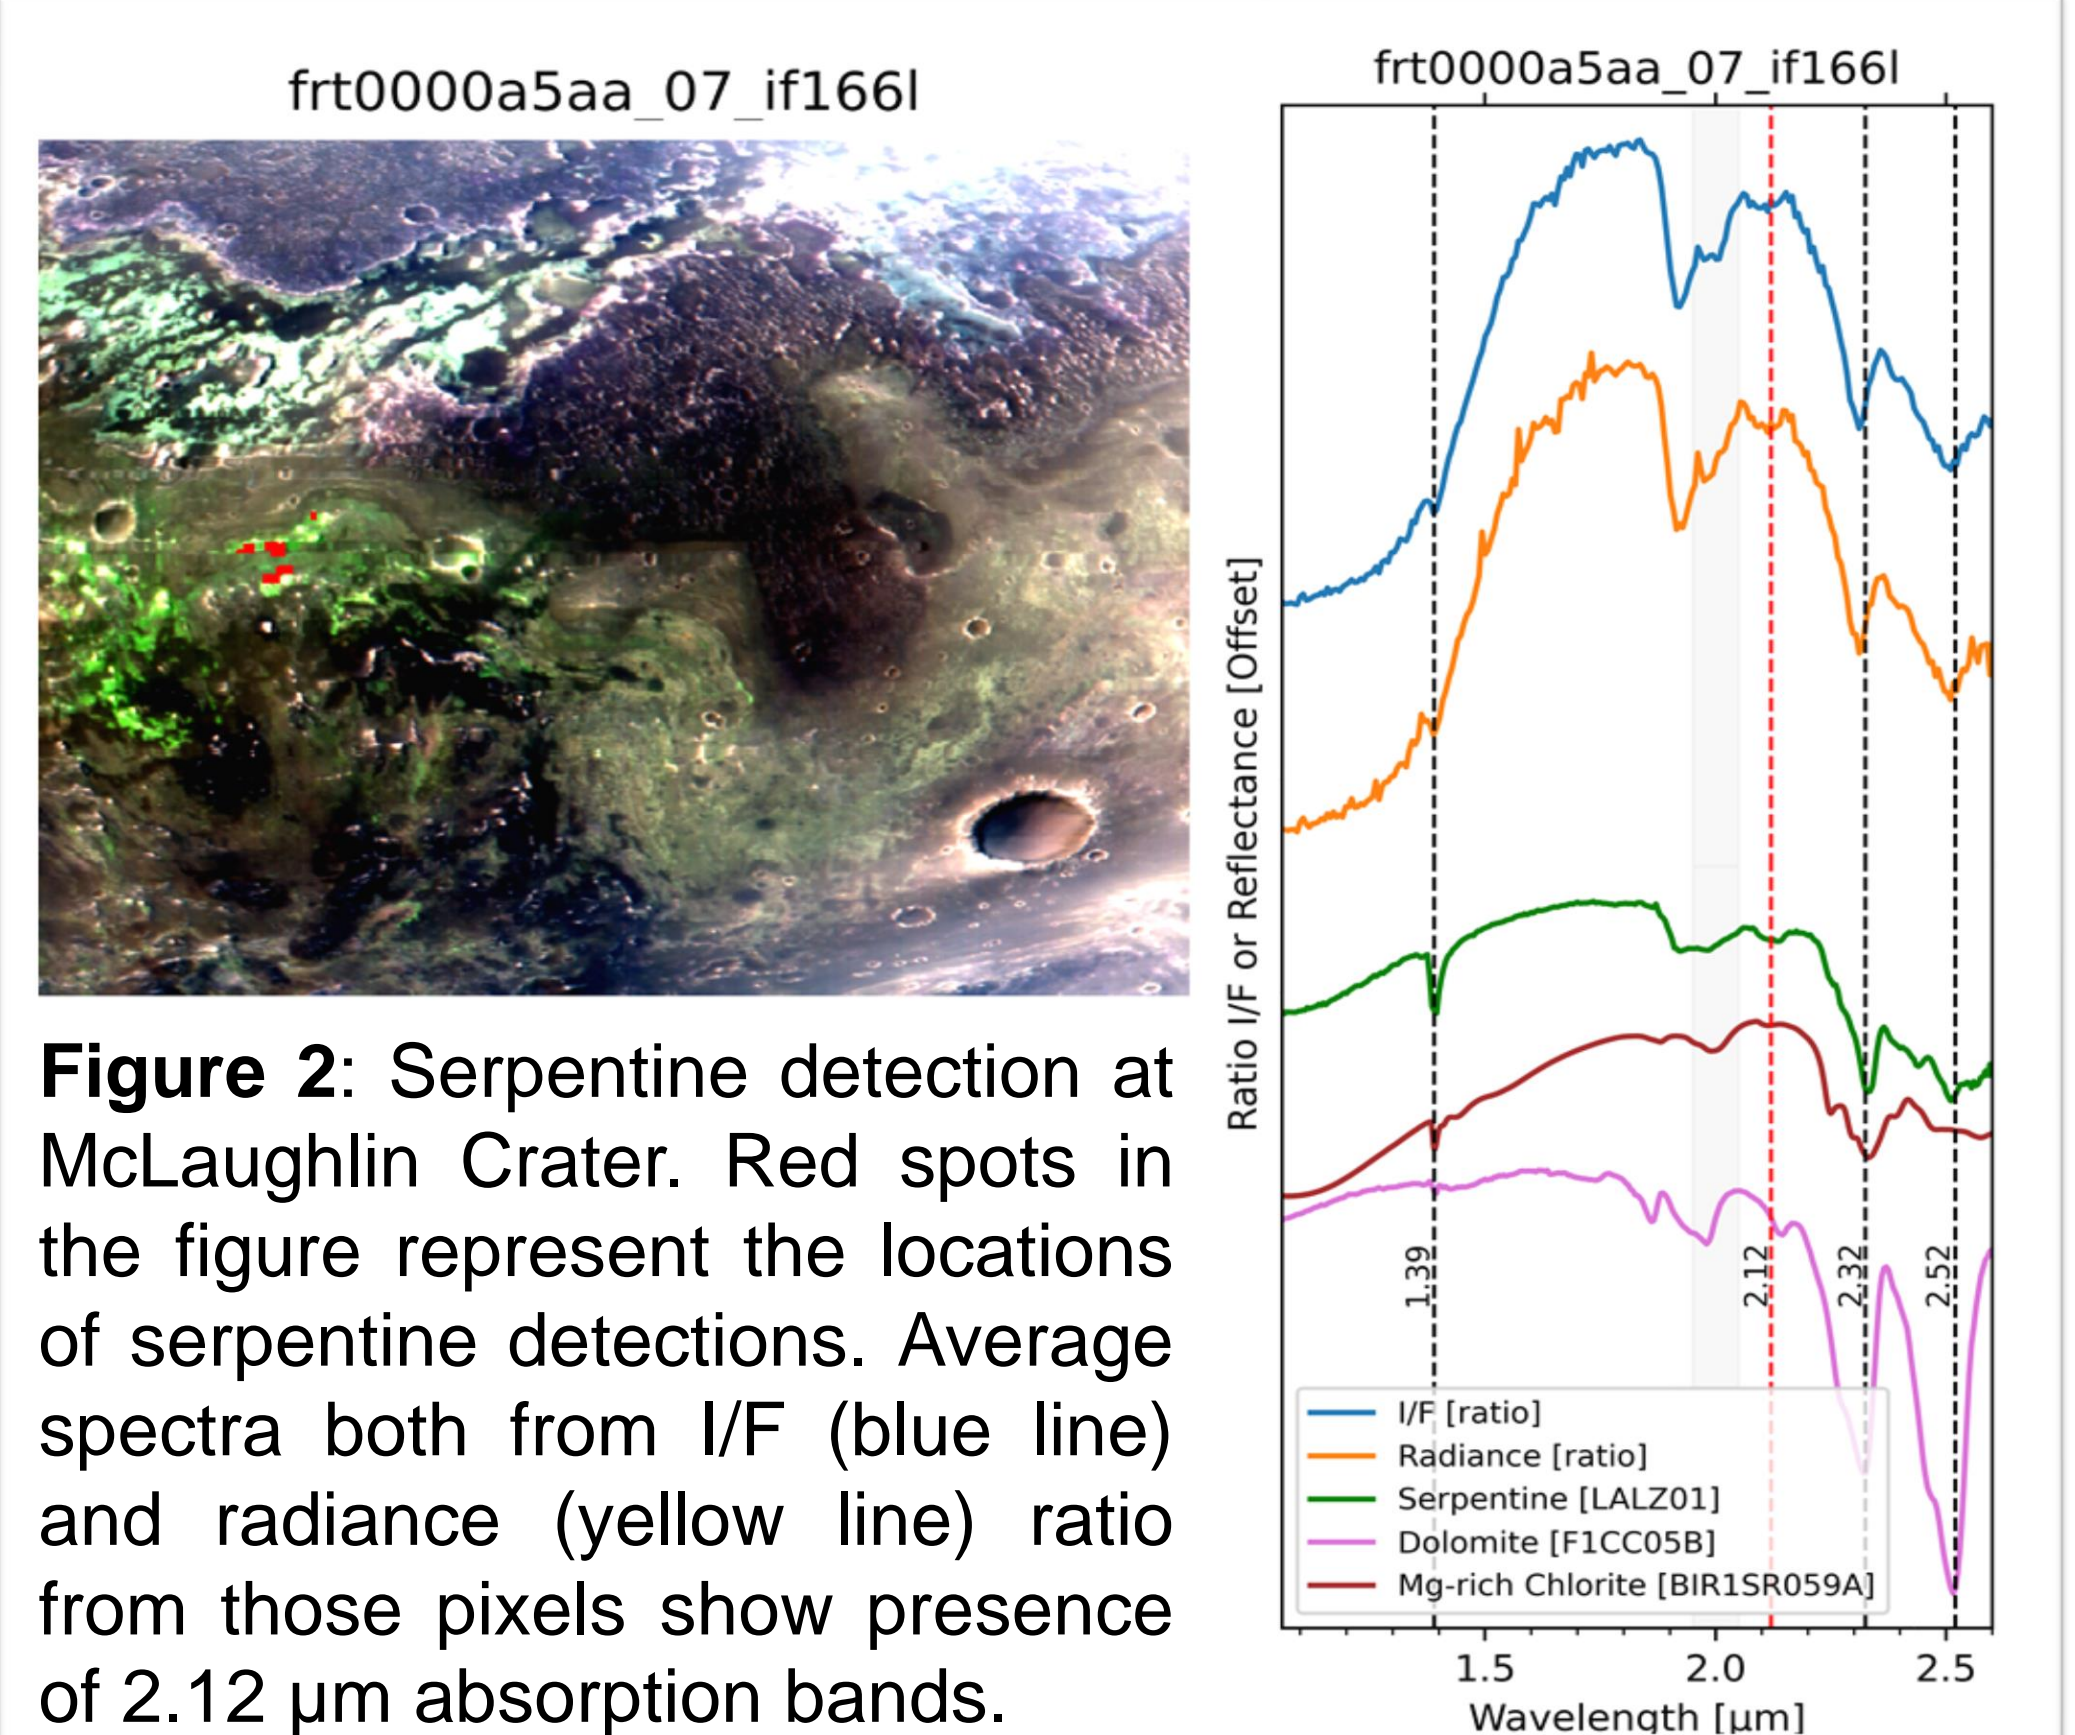 frt0000a5aa_07_if166l
Figure 2: Serpentine detection at
McLaughlin Crater. Red spots in
the figure represent the locations
of serpentine detections. Average
spectra both from I/F (blue line)
and radiance (yellow line) ratio
from those pixels show presence
of 2.12 µm absorption bands.
frt0000a5aa_07_if166l
Ratio I/F or Reflectance [Offset]
1.39
2.12
2.32
2.52
I/F [ratio]
Radiance [ratio]
Serpentine [LALZ01]
Dolomite [F1CC05B]
Mg-rich Chlorite [BIR1SR059A]
1.5 2.0 2.5
Wavelength [µm]